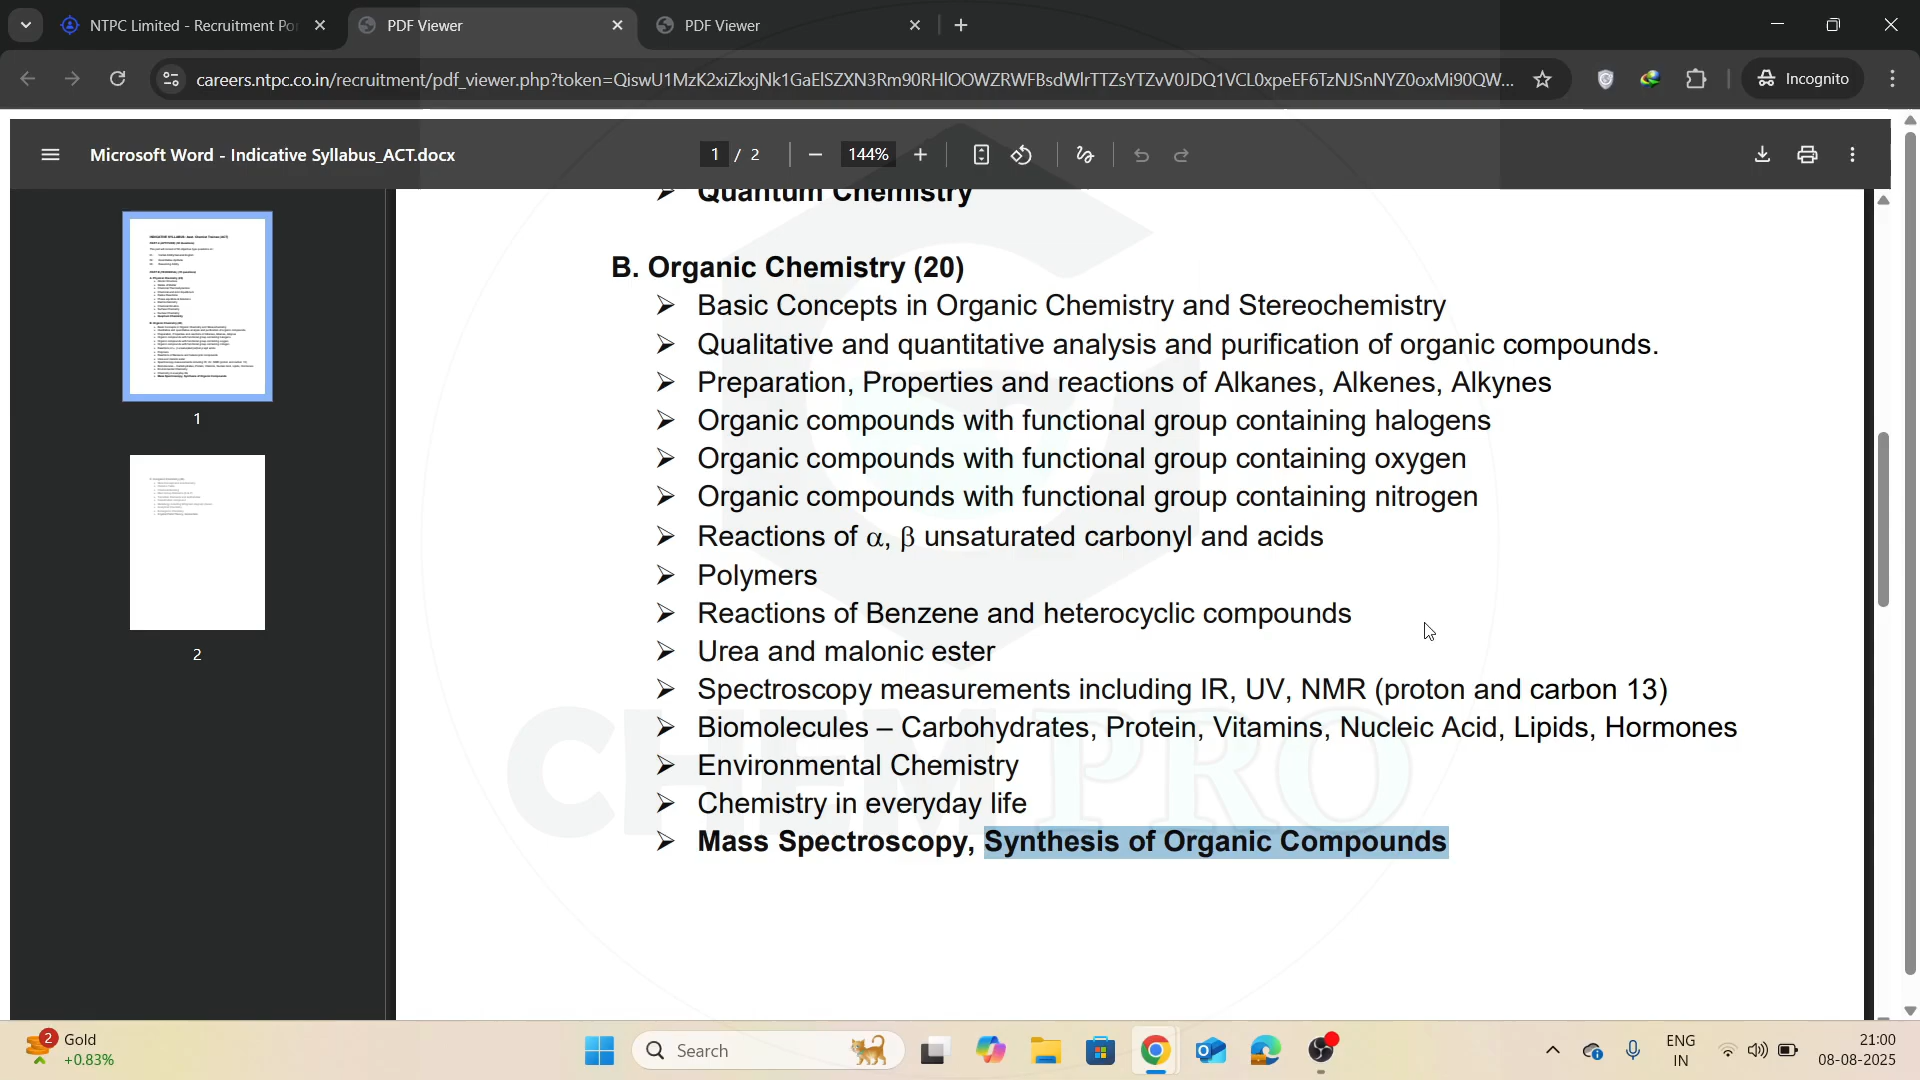 NTPC Limited - Recruitment Po
PDF Viewer
PDF Viewer
careers.ntpc.co.in/recruitment/pdf_viewer.php?token=QiswU1MzK2xiZkxjNk1GaElSZXN3Rm90RHlOOWZRWFBsdWlrTTZsYTZvV0JDQ1VCL0xpeEF6TzNJSnNYZ0oxMi90QW...
Incognito
Microsoft Word - Indicative Syllabus_ACT.docx
1 / 2
144%
➢ Quantum Chemistry
B. Organic Chemistry (20)
➢ Basic Concepts in Organic Chemistry and Stereochemistry
➢ Qualitative and quantitative analysis and purification of organic compounds.
➢ Preparation, Properties and reactions of Alkanes, Alkenes, Alkynes
➢ Organic compounds with functional group containing halogens
➢ Organic compounds with functional group containing oxygen
➢ Organic compounds with functional group containing nitrogen
➢ Reactions of α, β unsaturated carbonyl and acids
➢ Polymers
➢ Reactions of Benzene and heterocyclic compounds
➢ Urea and malonic ester
➢ Spectroscopy measurements including IR, UV, NMR (proton and carbon 13)
➢ Biomolecules – Carbohydrates, Protein, Vitamins, Nucleic Acid, Lipids, Hormones
➢ Environmental Chemistry
➢ Chemistry in everyday life
➢ Mass Spectroscopy, Synthesis of Organic Compounds
1
2
CHEM PRO
2
Gold
+0.83%
Search
ENG
IN
21:00
08-08-2025